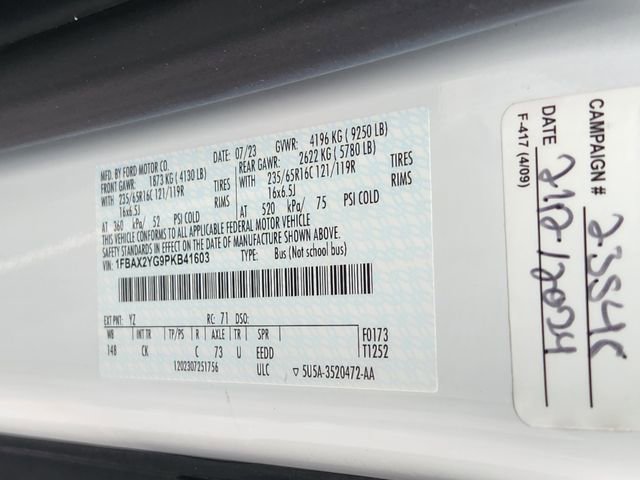 MFD. BY FORD MOTOR CO.
DATE: 07/23 GVWR: 4196 KG ( 9250 LB)
FRONT GAWR: 1873 KG ( 4130 LB) REAR GAWR: 2622 KG ( 5780 LB)
WITH 235/65R16C 121/119R TIRES WITH 235/65R16C 121/119R TIRES
16x6.5J RIMS 16x6.5J RIMS
AT 360 kPa/ 52 PSI COLD AT 520 kPa/ 75 PSI COLD
THIS VEHICLE CONFORMS TO ALL APPLICABLE FEDERAL MOTOR VEHICLE
SAFETY STANDARDS IN EFFECT ON THE DATE OF MANUFACTURE SHOWN ABOVE.
VIN: 1FBAX2YG9PKB41603 TYPE: Bus (Not school bus)
EXT PNT: YZ RC: 71 DSO:
WB INT TR TP/PS R AXLE TR SPR F0173
148 CK C 73 U EEDD T1252
1202307251756 ULC ▽ 5U5A-3520472-AA
CAMPAIGN # 23S46
DATE 2/12/2024
F-417 (4/09)